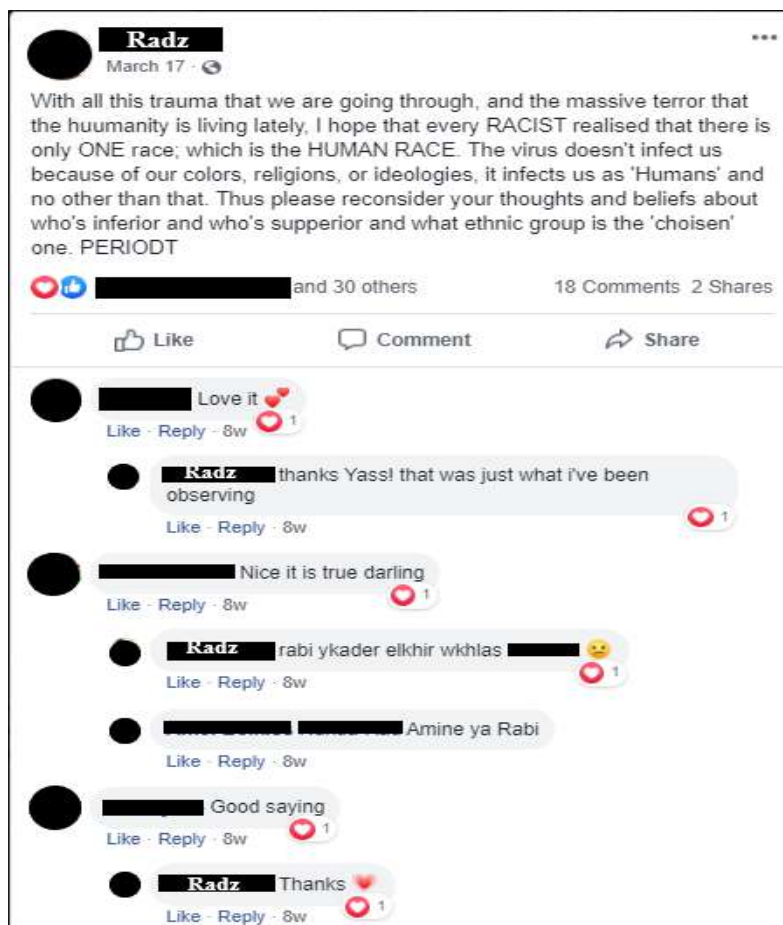 Radz
March 17 ·
With all this trauma that we are going through, and the massive terror that
the huumanity is living lately, I hope that every RACIST realised that there is
only ONE race; which is the HUMAN RACE. The virus doesn't infect us
because of our colors, religions, or ideologies, it infects us as 'Humans' and
no other than that. Thus please reconsider your thoughts and beliefs about
who's inferior and who's supperior and what ethnic group is the 'choisen'
one. PERIODT
and 30 others 18 Comments 2 Shares
Like Comment Share
Love it
1
Like · Reply · 8w
Radz thanks Yass! that was just what i've been
observing
1
Like · Reply · 8w
Nice it is true darling
1
Like · Reply · 8w
Radz rabi ykader elkhir wkhlas
1
Like · Reply · 8w
Amine ya Rabi
Like · Reply · 8w
Good saying
1
Like · Reply · 8w
Radz Thanks
1
Like · Reply · 8w